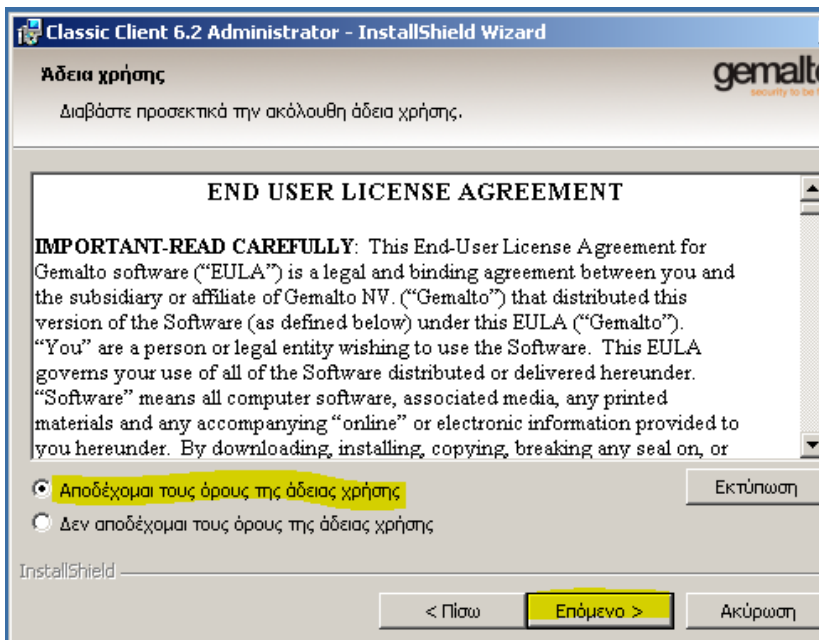 Classic Client 6.2 Administrator - InstallShield Wizard
Άδεια χρήσης
gemalto
security to be
Διαβάστε προσεκτικά την ακόλουθη άδεια χρήσης.
END USER LICENSE AGREEMENT
IMPORTANT-READ CAREFULLY: This End-User License Agreement for
Gemalto software (“EULA”) is a legal and binding agreement between you and
the subsidiary or affiliate of Gemalto NV. (“Gemalto”) that distributed this
version of the Software (as defined below) under this EULA (“Gemalto”).
“You” are a person or legal entity wishing to use the Software. This EULA
governs your use of all of the Software distributed or delivered hereunder.
“Software” means all computer software, associated media, any printed
materials and any accompanying “online” or electronic information provided to
you hereunder. By downloading, installing, copying, breaking any seal on, or
Αποδέχομαι τους όρους της άδειας χρήσης
Εκτύπωση
Δεν αποδέχομαι τους όρους της άδειας χρήσης
InstallShield
< Πίσω
Επόμενο >
Ακύρωση